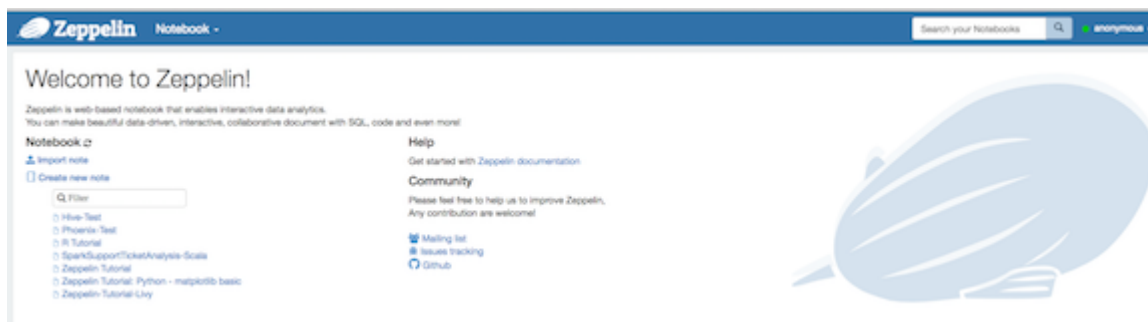 Zeppelin
Notebook
Search your Notebooks
anonymous
Welcome to Zeppelin!
Zeppelin is web-based notebook that enables interactive data analytics.
You can make beautiful data-driven, interactive, collaborative document with SQL, code and even more!
Notebook
Import note
Create new note
Filter
Hive-Test
Phoenix-Test
R Tutorial
SparkSupportTicketAnalysis-Scala
Zeppelin Tutorial
Zeppelin Tutorial: Python - matplotlib basic
Zeppelin-Tutorial-Livy
Help
Get started with Zeppelin documentation
Community
Please feel free to help us to improve Zeppelin,
Any contribution are welcome!
Mailing list
Issues tracking
Github